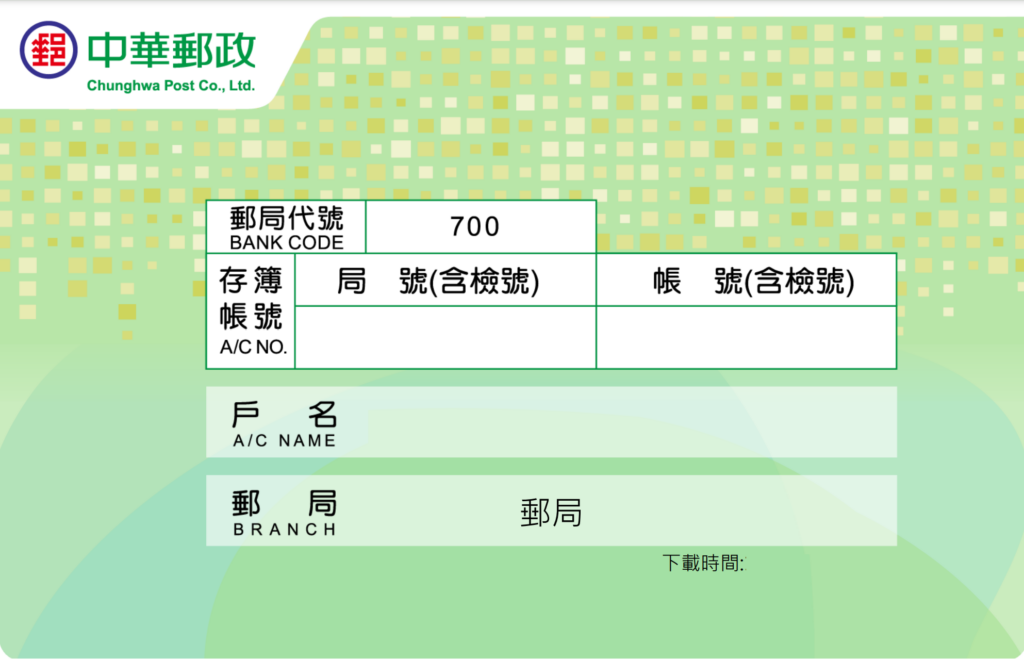 郵 中華郵政
Chunghwa Post Co., Ltd.
郵局代號 700
BANK CODE
存簿 局 號(含檢號) 帳 號(含檢號)
帳號
A/C NO.
戶 名
A/C NAME
郵 局 郵局
BRANCH
下載時間: